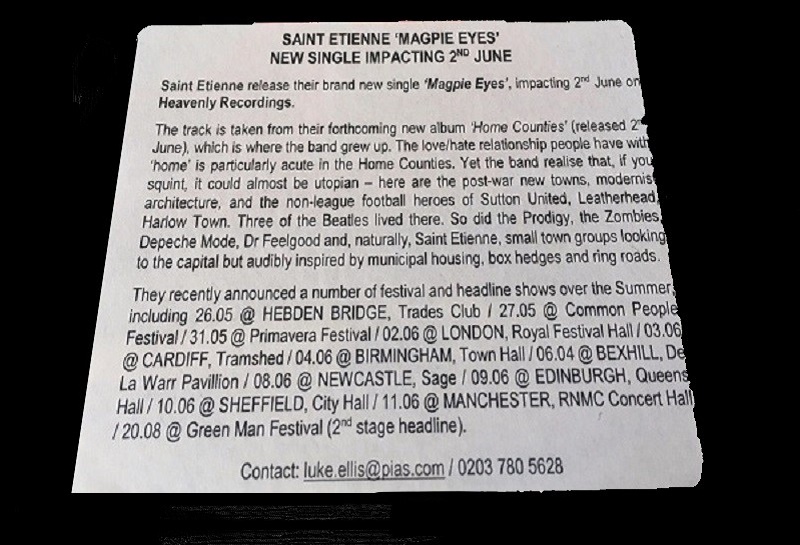 SAINT ETIENNE ‘MAGPIE EYES’
NEW SINGLE IMPACTING 2ND JUNE
Saint Etienne release their brand new single ‘Magpie Eyes’, impacting 2nd June on
Heavenly Recordings.
The track is taken from their forthcoming new album ‘Home Counties’ (released 2nd
June), which is where the band grew up. The love/hate relationship people have with
‘home’ is particularly acute in the Home Counties. Yet the band realise that, if you
squint, it could almost be utopian – here are the post-war new towns, modernist
architecture, and the non-league football heroes of Sutton United, Leatherhead,
Harlow Town. Three of the Beatles lived there. So did the Prodigy, the Zombies,
Depeche Mode, Dr Feelgood and, naturally, Saint Etienne, small town groups looking
to the capital but audibly inspired by municipal housing, box hedges and ring roads.
They recently announced a number of festival and headline shows over the Summer,
including 26.05 @ HEBDEN BRIDGE, Trades Club / 27.05 @ Common People
Festival / 31.05 @ Primavera Festival / 02.06 @ LONDON, Royal Festival Hall / 03.06
@ CARDIFF, Tramshed / 04.06 @ BIRMINGHAM, Town Hall / 06.04 @ BEXHILL, De
La Warr Pavillion / 08.06 @ NEWCASTLE, Sage / 09.06 @ EDINBURGH, Queens
Hall / 10.06 @ SHEFFIELD, City Hall / 11.06 @ MANCHESTER, RNMC Concert Hall
/ 20.08 @ Green Man Festival (2nd stage headline).
Contact: luke.ellis@pias.com / 0203 780 5628